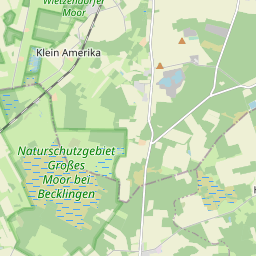 Wietzendorfer
Moor
Klein Amerika
Naturschutzgebiet
Großes
Moor bei
Becklingen